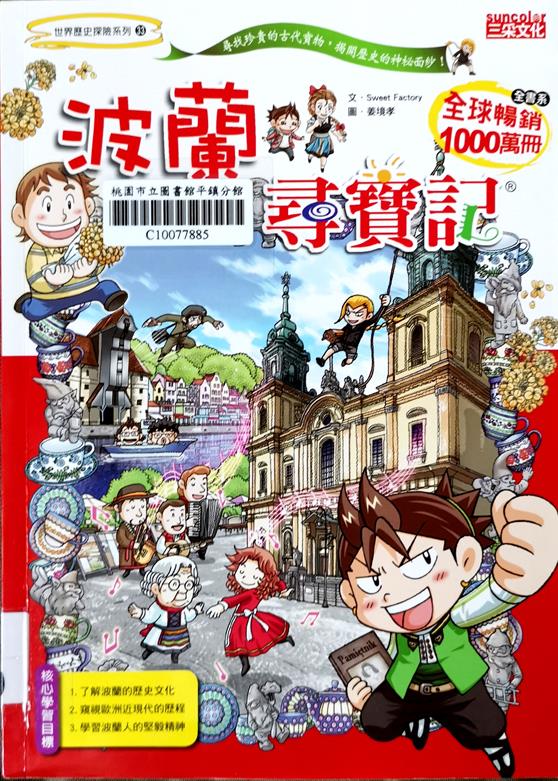 世界歷史探險系列 33
尋找珍貴的古代寶物，揭開歷史的神秘面紗！
suncolor
三采文化
波蘭
尋寶記®
文・Sweet Factory
圖・姜境孝
全書系
全球暢銷
1000萬冊
桃園市立圖書館平鎮分館
C10077885
Pamiętnik
核心學習目標
1. 了解波蘭的歷史文化
2. 窺視歐洲近現代的歷程
3. 學習波蘭人的堅毅精神